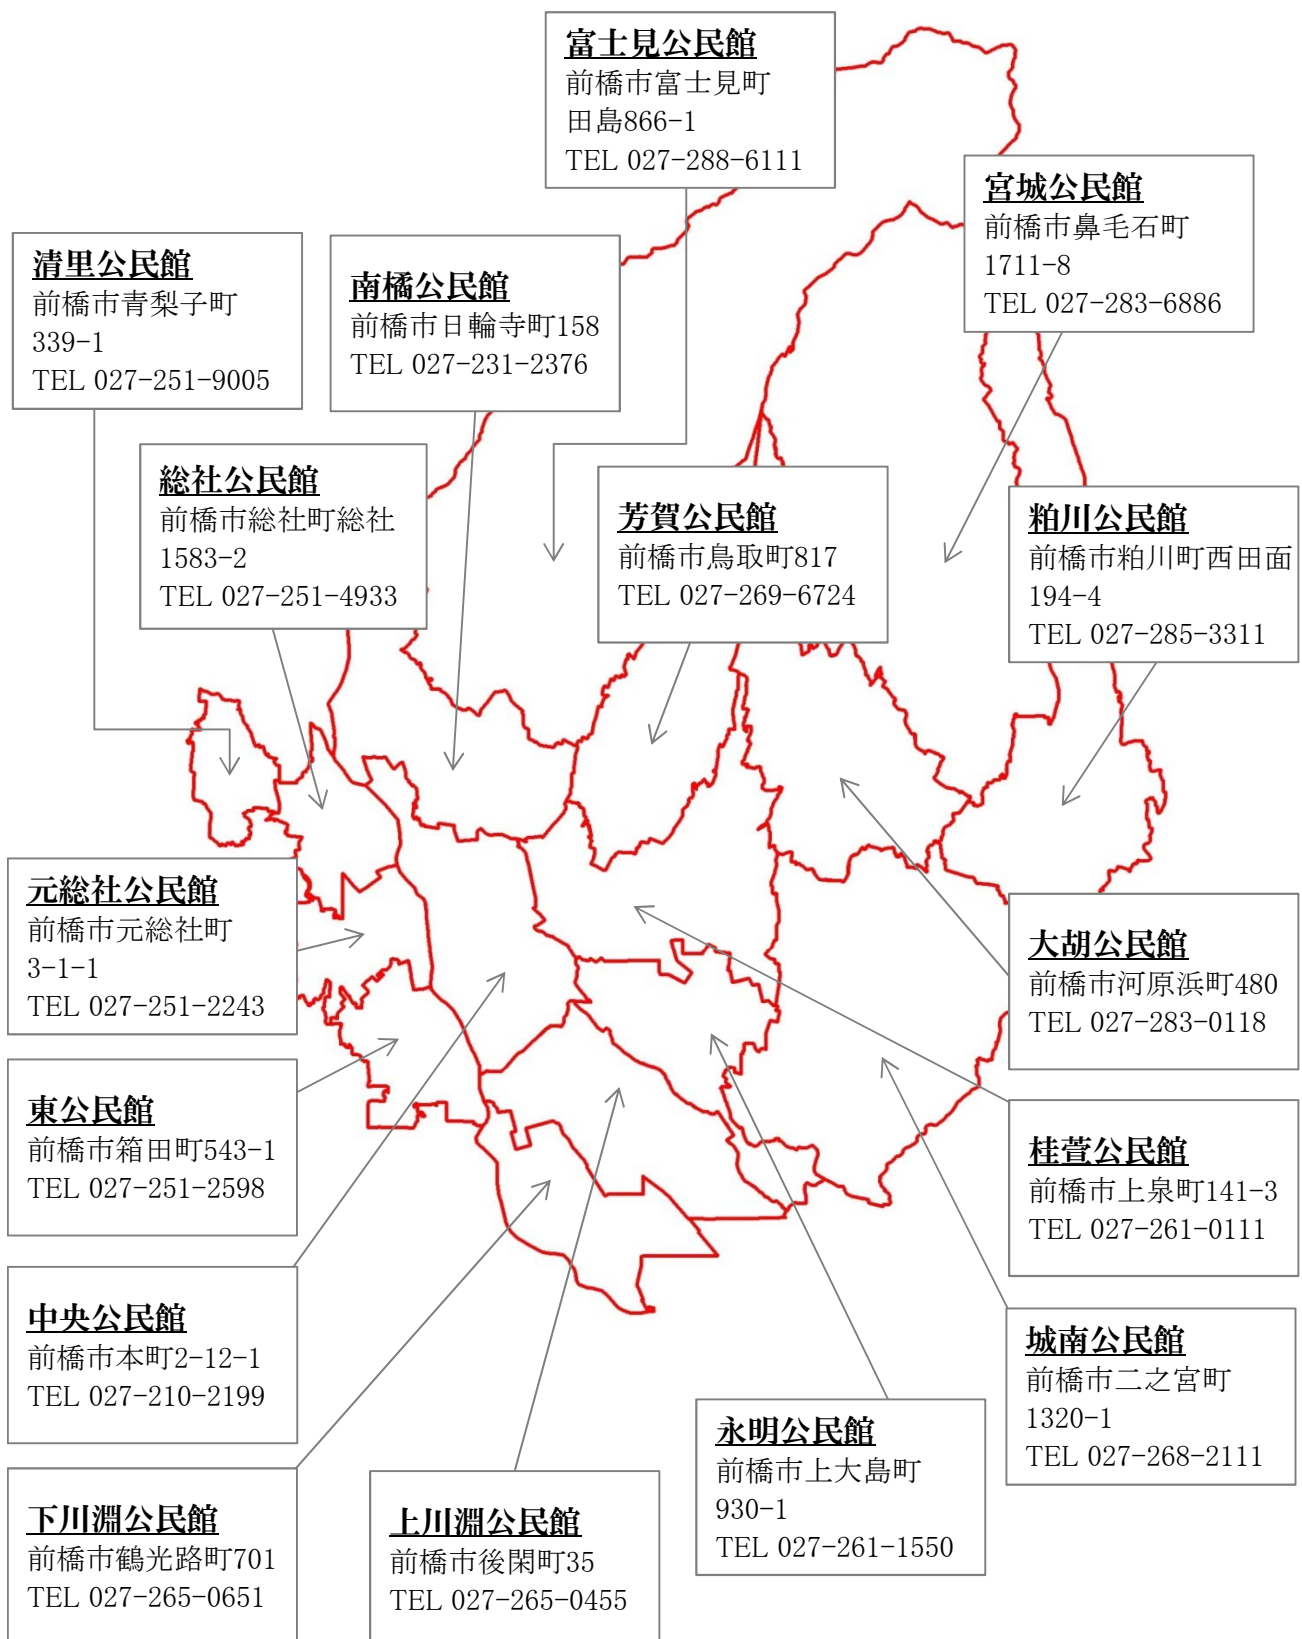 富士見公民館
前橋市富士見町
田島866-1
TEL 027-288-6111
宮城公民館
前橋市鼻毛石町
1711-8
TEL 027-283-6886
清里公民館
前橋市青梨子町
339-1
TEL 027-251-9005
南橘公民館
前橋市日輪寺町158
TEL 027-231-2376
総社公民館
前橋市総社町総社
1583-2
TEL 027-251-4933
芳賀公民館
前橋市鳥取町817
TEL 027-269-6724
粕川公民館
前橋市粕川町西田面
194-4
TEL 027-285-3311
元総社公民館
前橋市元総社町
3-1-1
TEL 027-251-2243
大胡公民館
前橋市河原浜町480
TEL 027-283-0118
東公民館
前橋市箱田町543-1
TEL 027-251-2598
桂萱公民館
前橋市上泉町141-3
TEL 027-261-0111
中央公民館
前橋市本町2-12-1
TEL 027-210-2199
城南公民館
前橋市二之宮町
1320-1
TEL 027-268-2111
永明公民館
前橋市上大島町
930-1
TEL 027-261-1550
下川淵公民館
前橋市鶴光路町701
TEL 027-265-0651
上川淵公民館
前橋市後閑町35
TEL 027-265-0455